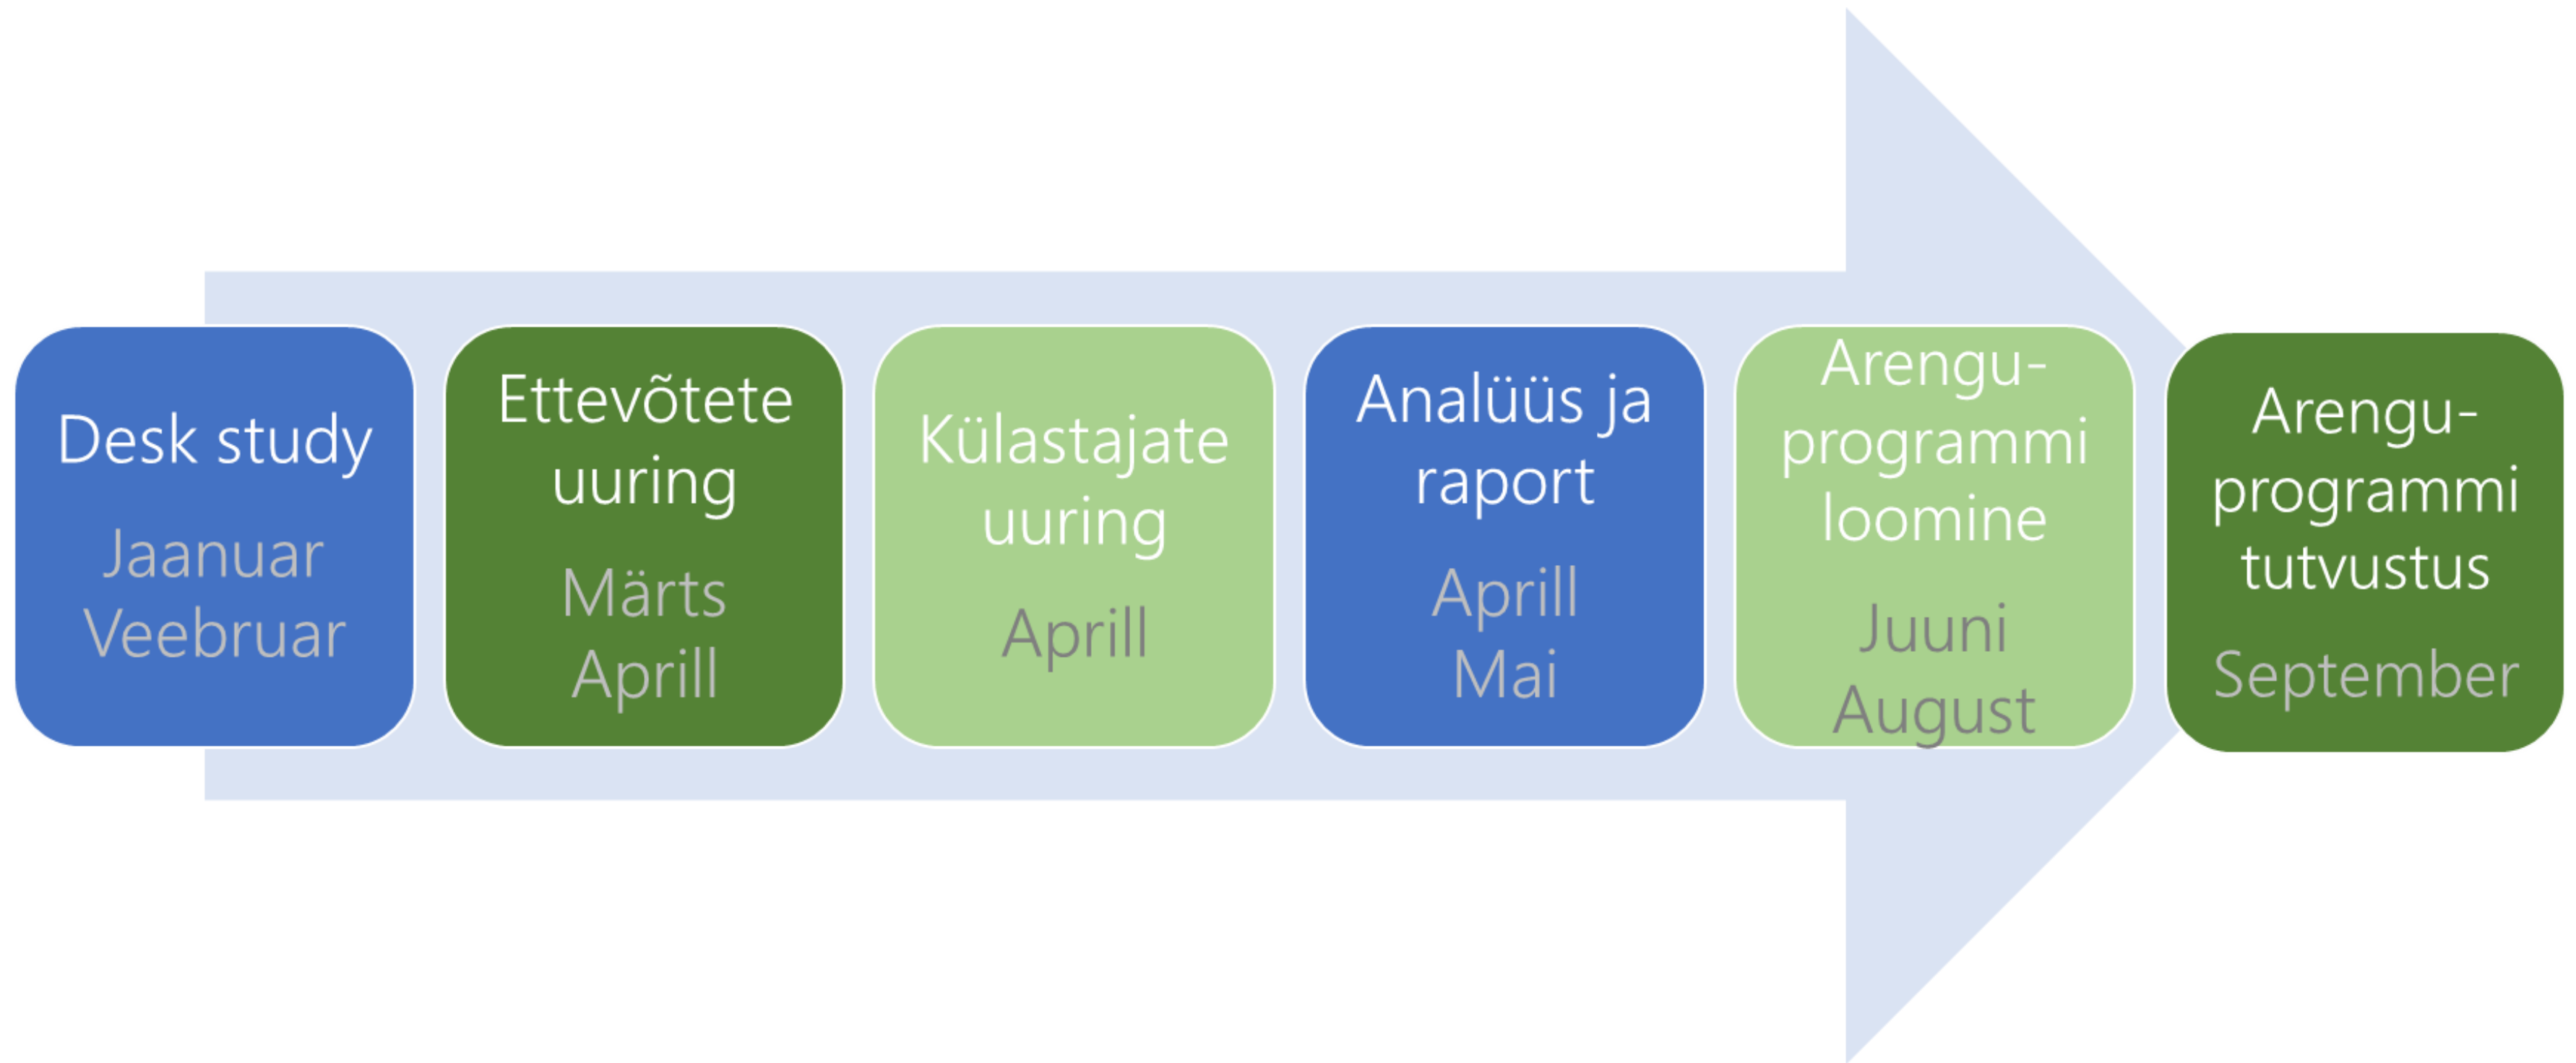 Desk study
Jaanuar
Veebruar
Ettevõtete
uuring
Märts
Aprill
Külastajate
uuring
Aprill
Analüüs ja
raport
Aprill
Mai
Arengu-
programmi
loomine
Juuni
August
Arengu-
programmi
tutvustus
September